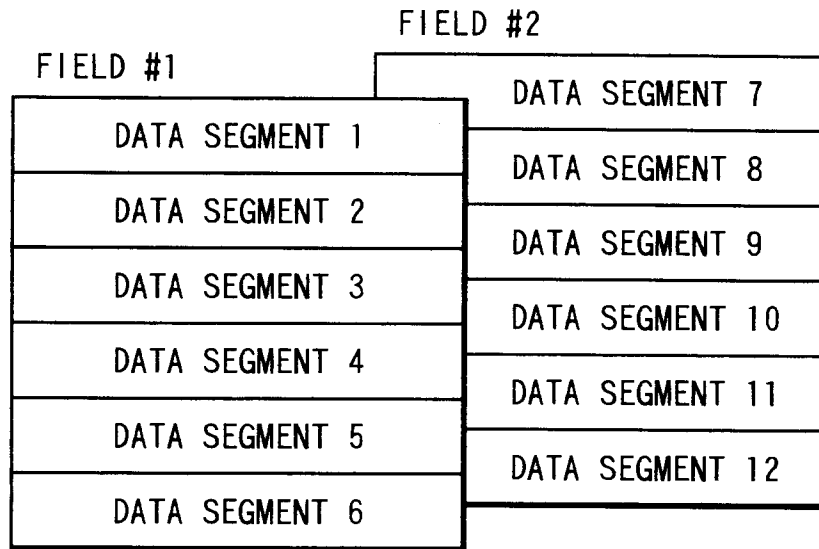 FIELD #1
DATA SEGMENT 1
DATA SEGMENT 2
DATA SEGMENT 3
DATA SEGMENT 4
DATA SEGMENT 5
DATA SEGMENT 6
FIELD #2
DATA SEGMENT 7
DATA SEGMENT 8
DATA SEGMENT 9
DATA SEGMENT 10
DATA SEGMENT 11
DATA SEGMENT 12